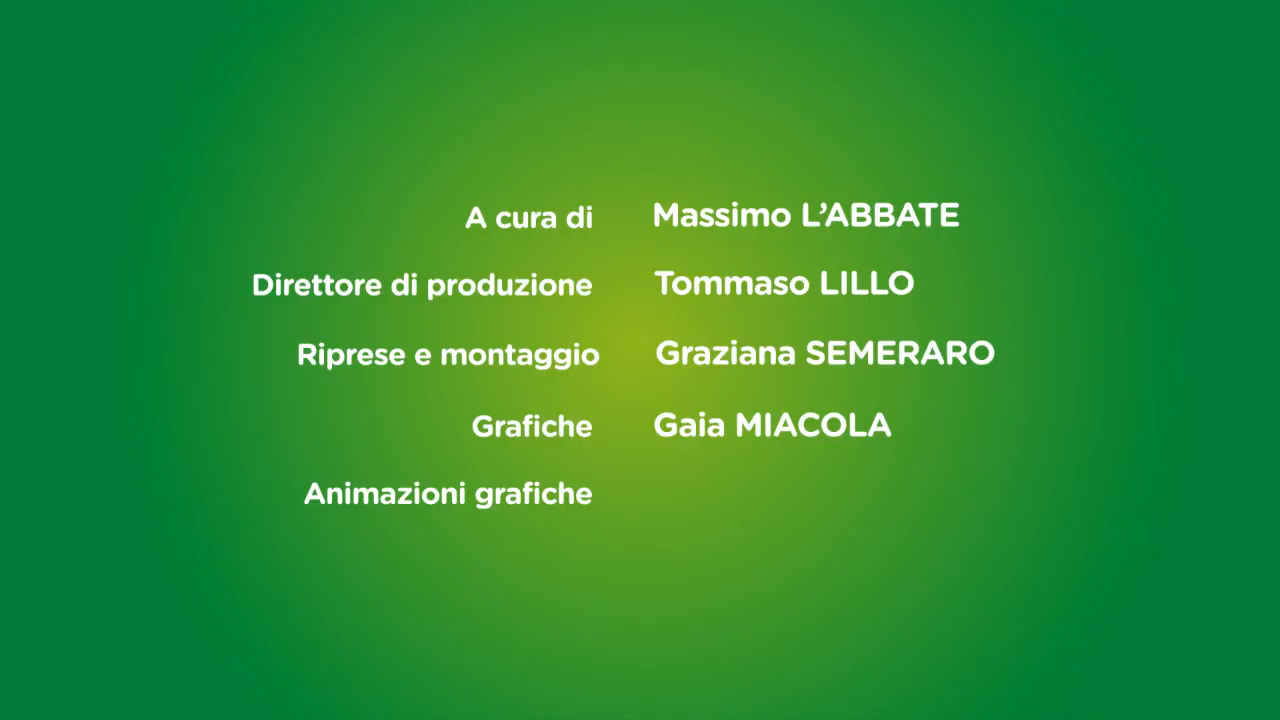 A cura di Massimo L’ABBATE
Direttore di produzione Tommaso LILLO
Riprese e montaggio Graziana SEMERARO
Grafiche Gaia MIACOLA
Animazioni grafiche